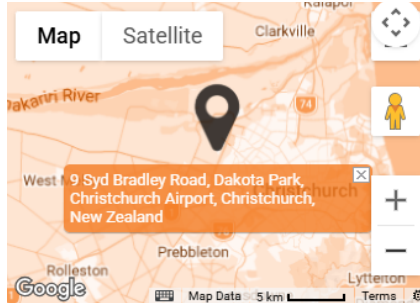 Kaiapoi
Map Satellite
Clarkville
Pakariri River
74
9 Syd Bradley Road, Dakota Park,
Christchurch Airport, Christchurch,
New Zealand
West M
Christchurch
Prebbleton
Rolleston
Lyttelton
Google
Map Data 5 km Terms